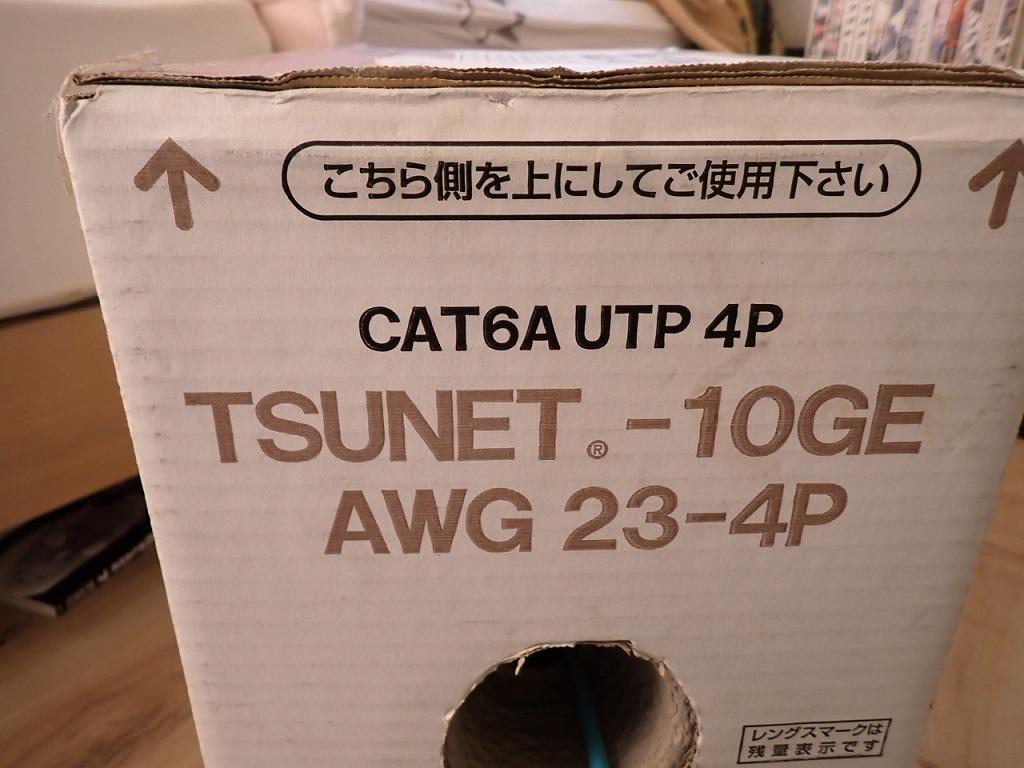 こちら側を上にしてご使用下さい
CAT6A UTP 4P
TSUNET® -10GE
AWG 23-4P
レングスマークは
残量表示です